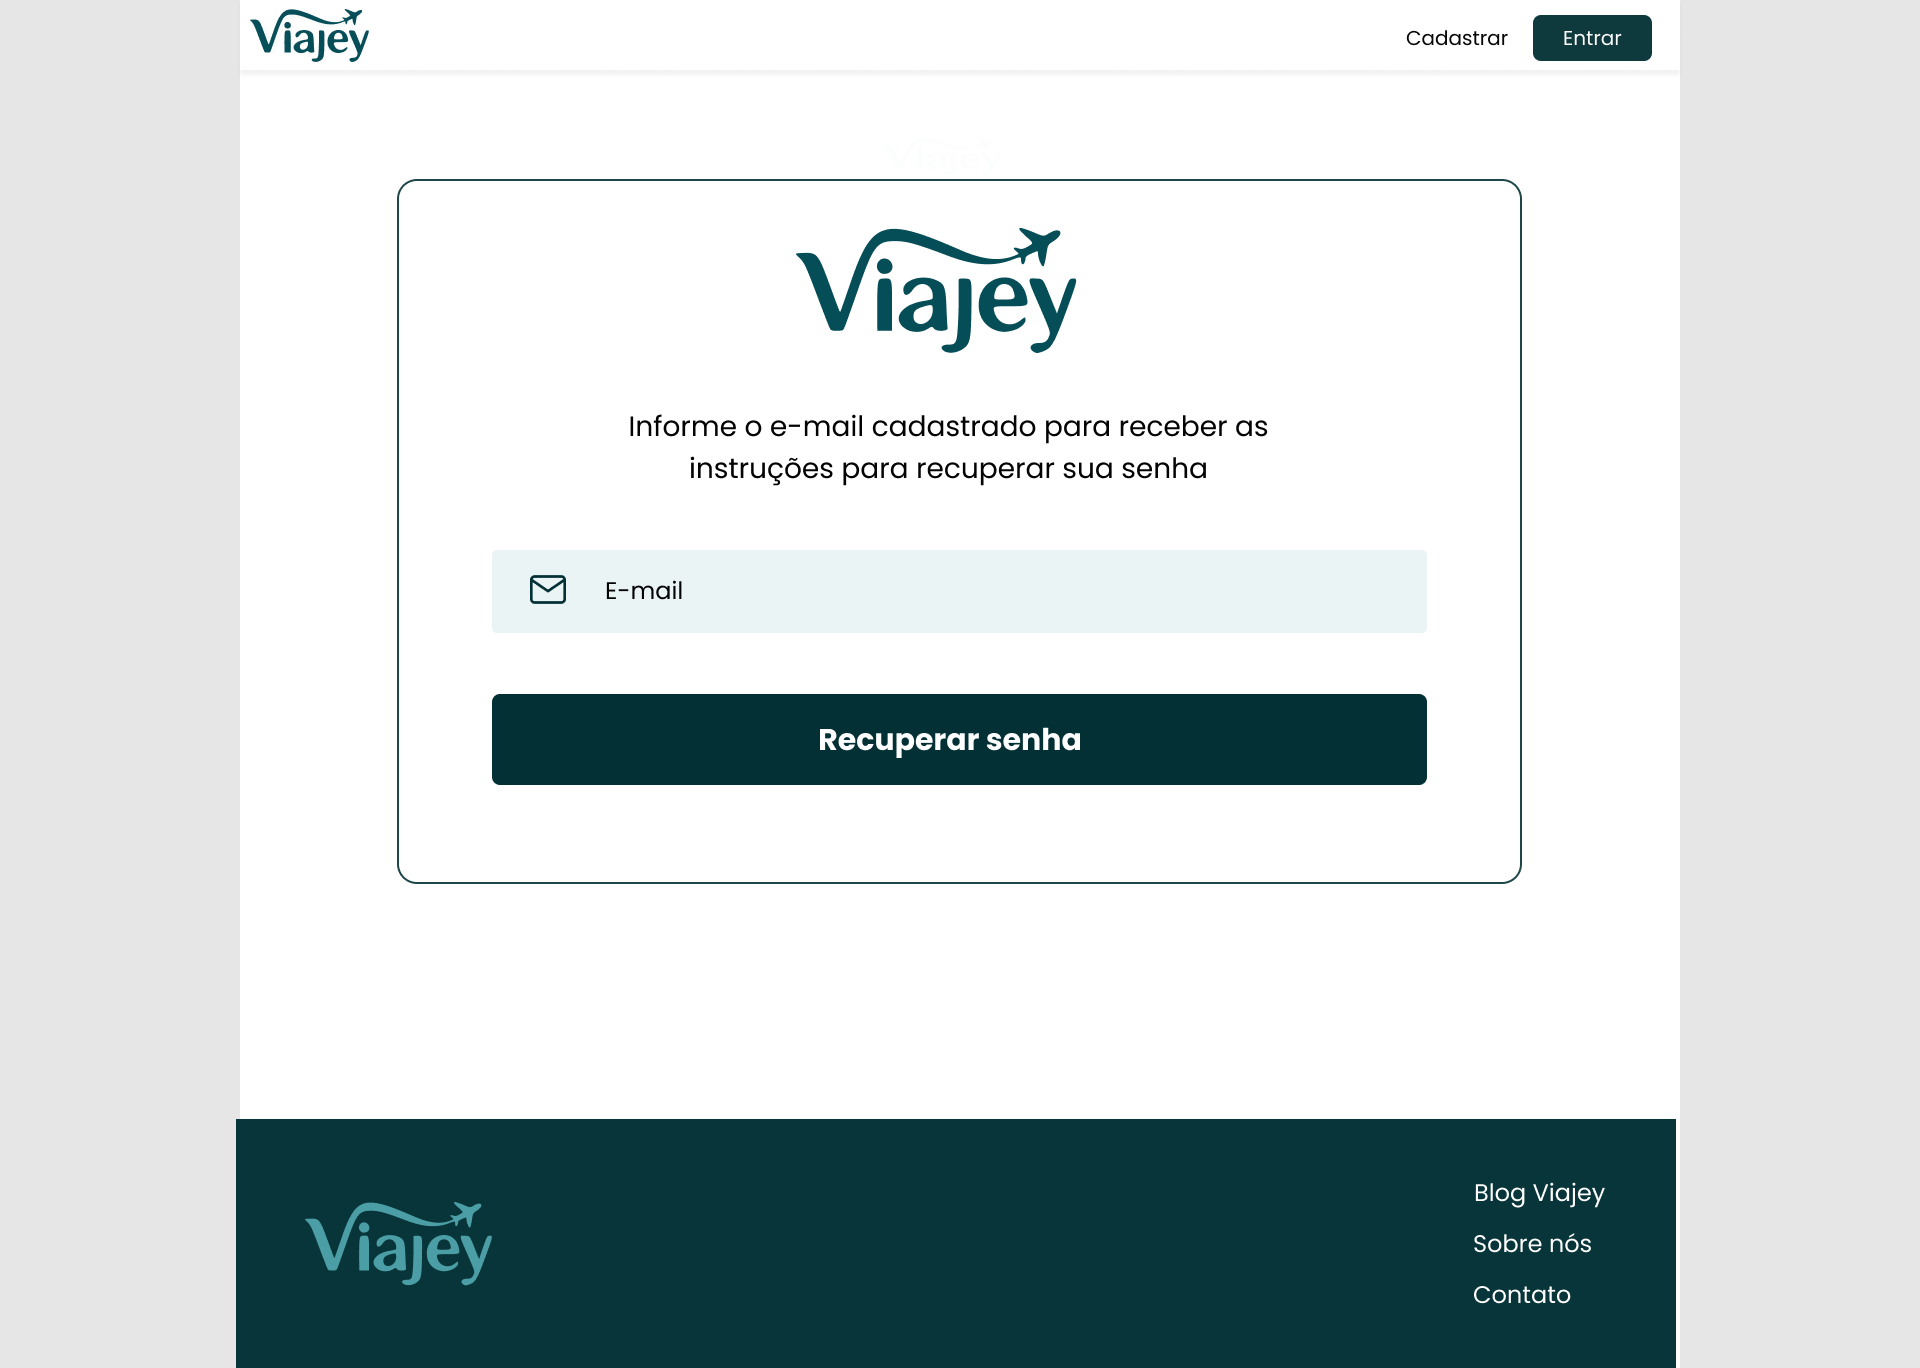 Viajey
Cadastrar
Entrar
Viajey
Viajey
Informe o e-mail cadastrado para receber as
instruções para recuperar sua senha
E-mail
Recuperar senha
Viajey
Blog Viajey
Sobre nós
Contato